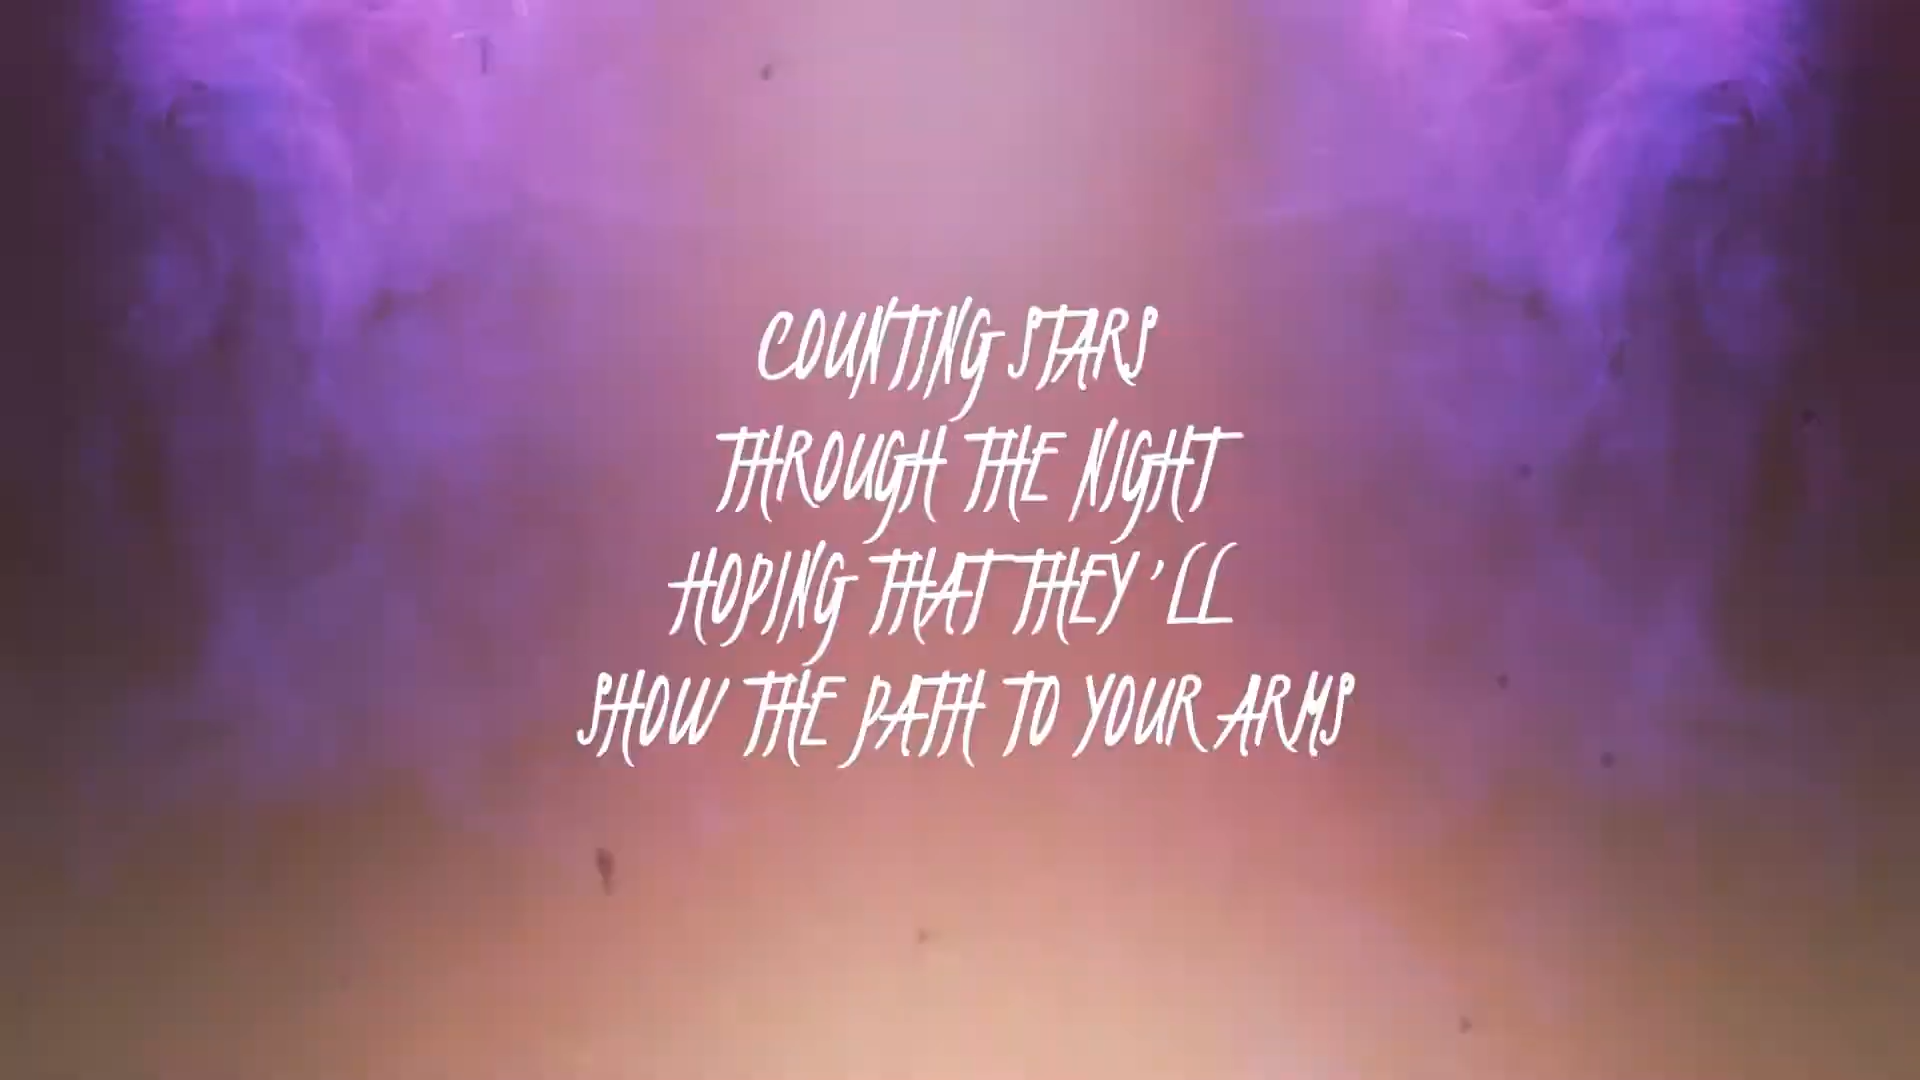 COUNTING STARS
THROUGH THE NIGHT
HOPING THAT THEY'LL
SHOW THE PATH TO YOUR ARMS